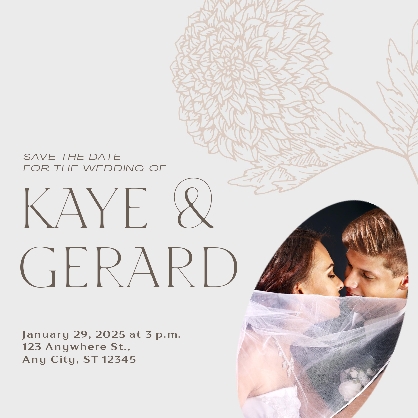 SAVE THE DATE
FOR THE WEDDING OF
KAYE &
GERARD
January 29, 2025 at 3 p.m.
123 Anywhere St.,
Any City, ST 12345